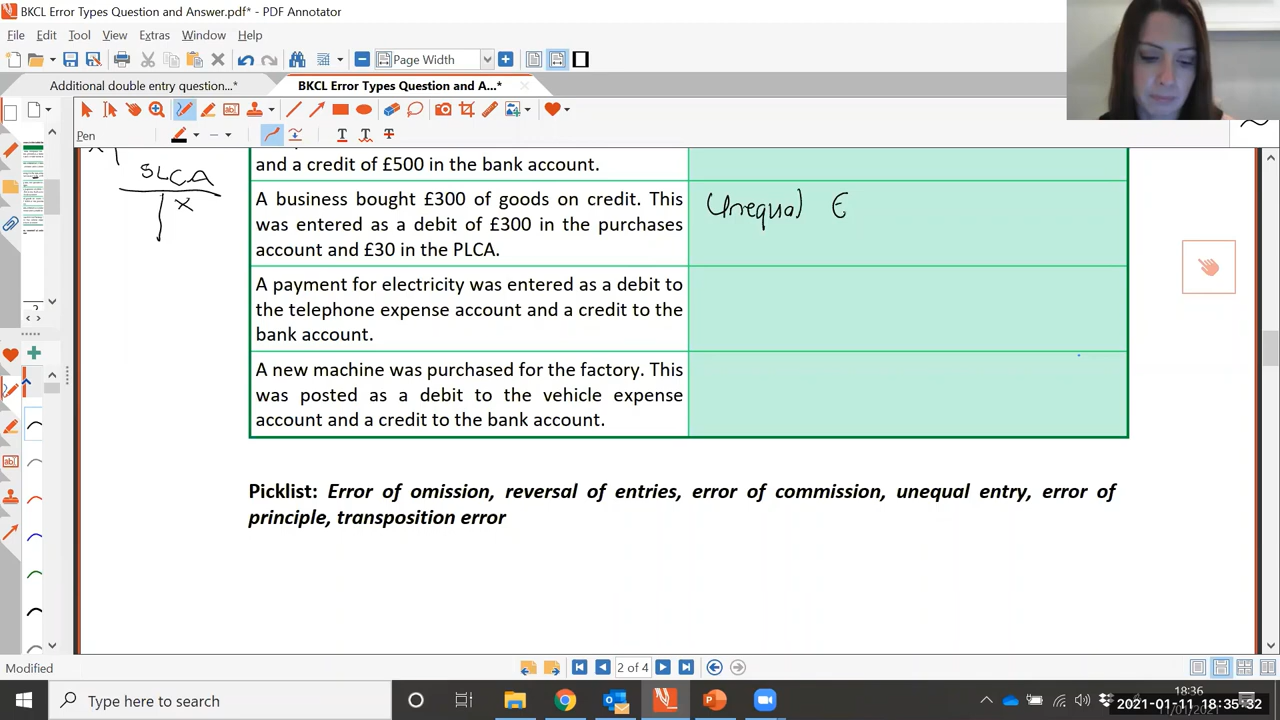 BKCL Error Types Question and Answer.pdf* - PDF Annotator
File Edit Tool View Extras Window Help
Page Width
Additional double entry question...*
BKCL Error Types Question and A...*
Pen
SLCA
x
and a credit of £500 in the bank account.
A business bought £300 of goods on credit. This
was entered as a debit of £300 in the purchases
account and £30 in the PLCA.
Unequal E
A payment for electricity was entered as a debit to
the telephone expense account and a credit to the
bank account.
A new machine was purchased for the factory. This
was posted as a debit to the vehicle expense
account and a credit to the bank account.
Picklist: Error of omission, reversal of entries, error of commission, unequal entry, error of
principle, transposition error
Modified
2 of 4
Type here to search
18:36
2021-01-11 18:35:32